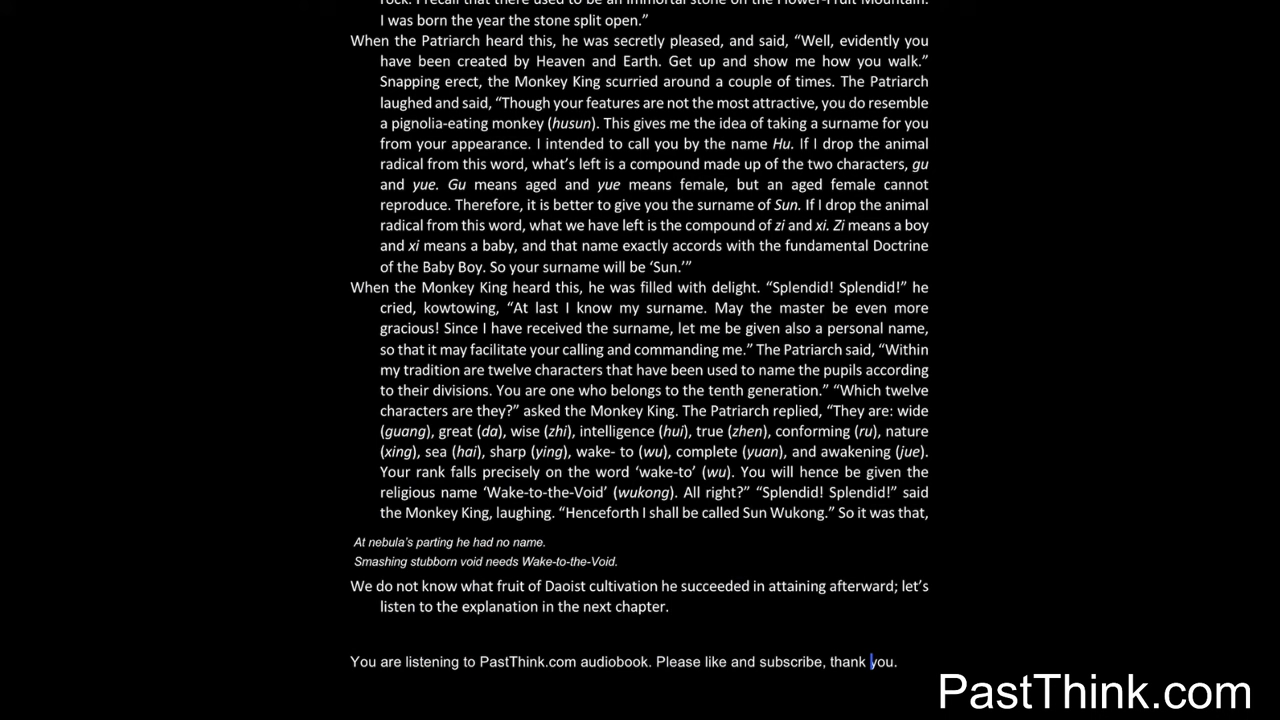 rock. I recall that there used to be an immortal stone on the Flower-Fruit Mountain.
I was born the year the stone split open.”
When the Patriarch heard this, he was secretly pleased, and said, “Well, evidently you
have been created by Heaven and Earth. Get up and show me how you walk.”
Snapping erect, the Monkey King scurried around a couple of times. The Patriarch
laughed and said, “Though your features are not the most attractive, you do resemble
a pignolia-eating monkey (husun). This gives me the idea of taking a surname for you
from your appearance. I intended to call you by the name Hu. If I drop the animal
radical from this word, what’s left is a compound made up of the two characters, gu
and yue. Gu means aged and yue means female, but an aged female cannot
reproduce. Therefore, it is better to give you the surname of Sun. If I drop the animal
radical from this word, what we have left is the compound of zi and xi. Zi means a boy
and xi means a baby, and that name exactly accords with the fundamental Doctrine
of the Baby Boy. So your surname will be ‘Sun.’”
When the Monkey King heard this, he was filled with delight. “Splendid! Splendid!” he
cried, kowtowing, “At last I know my surname. May the master be even more
gracious! Since I have received the surname, let me be given also a personal name,
so that it may facilitate your calling and commanding me.” The Patriarch said, “Within
my tradition are twelve characters that have been used to name the pupils according
to their divisions. You are one who belongs to the tenth generation.” “Which twelve
characters are they?” asked the Monkey King. The Patriarch replied, “They are: wide
(guang), great (da), wise (zhi), intelligence (hui), true (zhen), conforming (ru), nature
(xing), sea (hai), sharp (ying), wake- to (wu), complete (yuan), and awakening (jue).
Your rank falls precisely on the word ‘wake-to’ (wu). You will hence be given the
religious name ‘Wake-to-the-Void’ (wukong). All right?” “Splendid! Splendid!” said
the Monkey King, laughing. “Henceforth I shall be called Sun Wukong.” So it was that,
At nebula’s parting he had no name.
Smashing stubborn void needs Wake-to-the-Void.
We do not know what fruit of Daoist cultivation he succeeded in attaining afterward; let’s
listen to the explanation in the next chapter.
You are listening to PastThink.com audiobook. Please like and subscribe, thank you.
PastThink.com